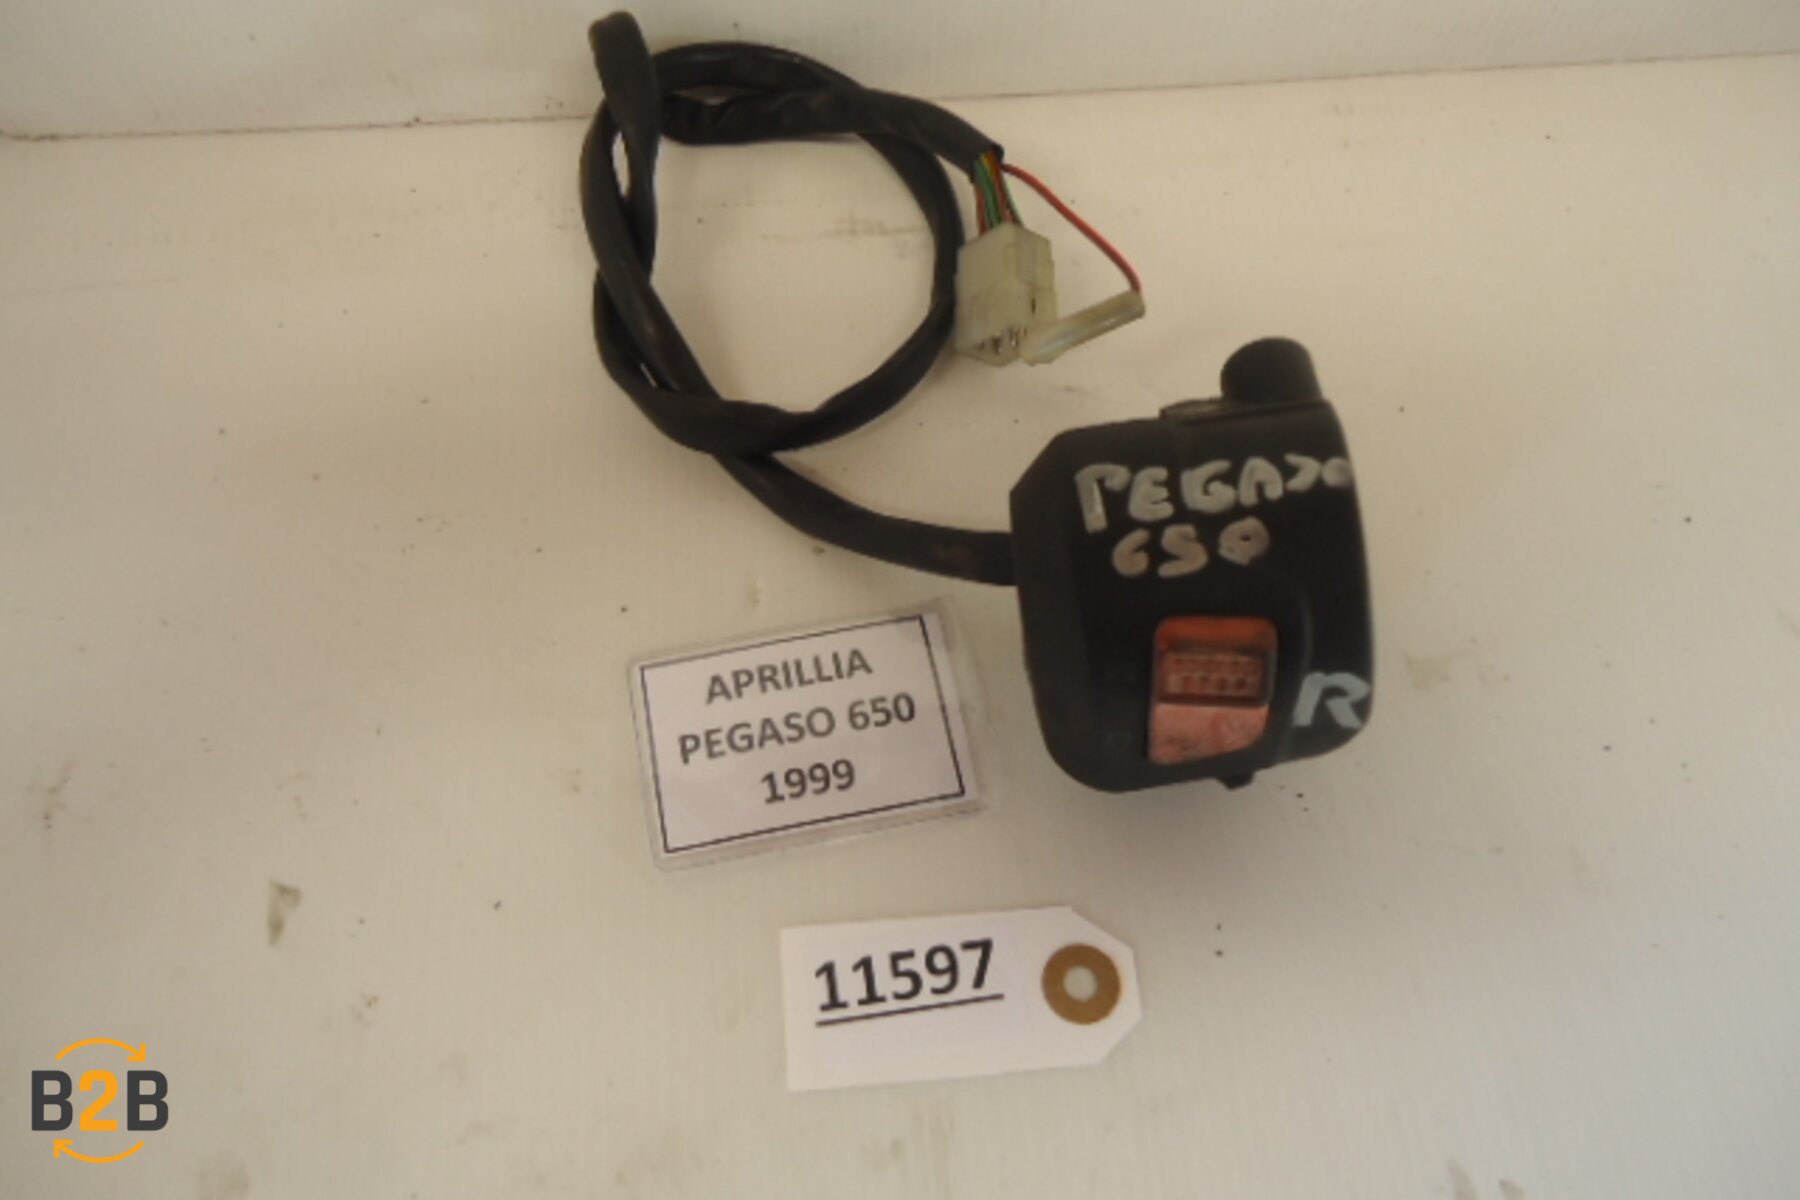 PEGASO
650
R
APRILLIA
PEGASO 650
1999
11597
B2B